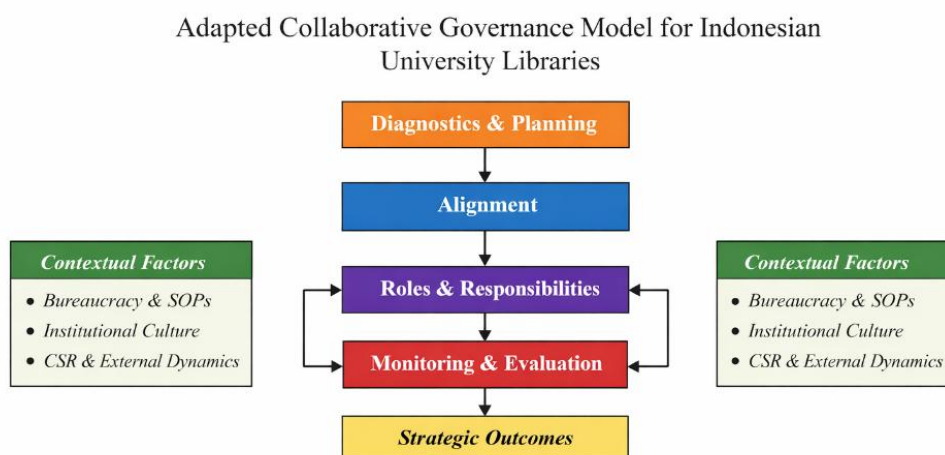 Adapted Collaborative Governance Model for Indonesian
University Libraries
Diagnostics & Planning
Alignment
Contextual Factors
• Bureaucracy & SOPs
• Institutional Culture
• CSR & External Dynamics
Roles & Responsibilities
Monitoring & Evaluation
Strategic Outcomes
Contextual Factors
• Bureaucracy & SOPs
• Institutional Culture
• CSR & External Dynamics